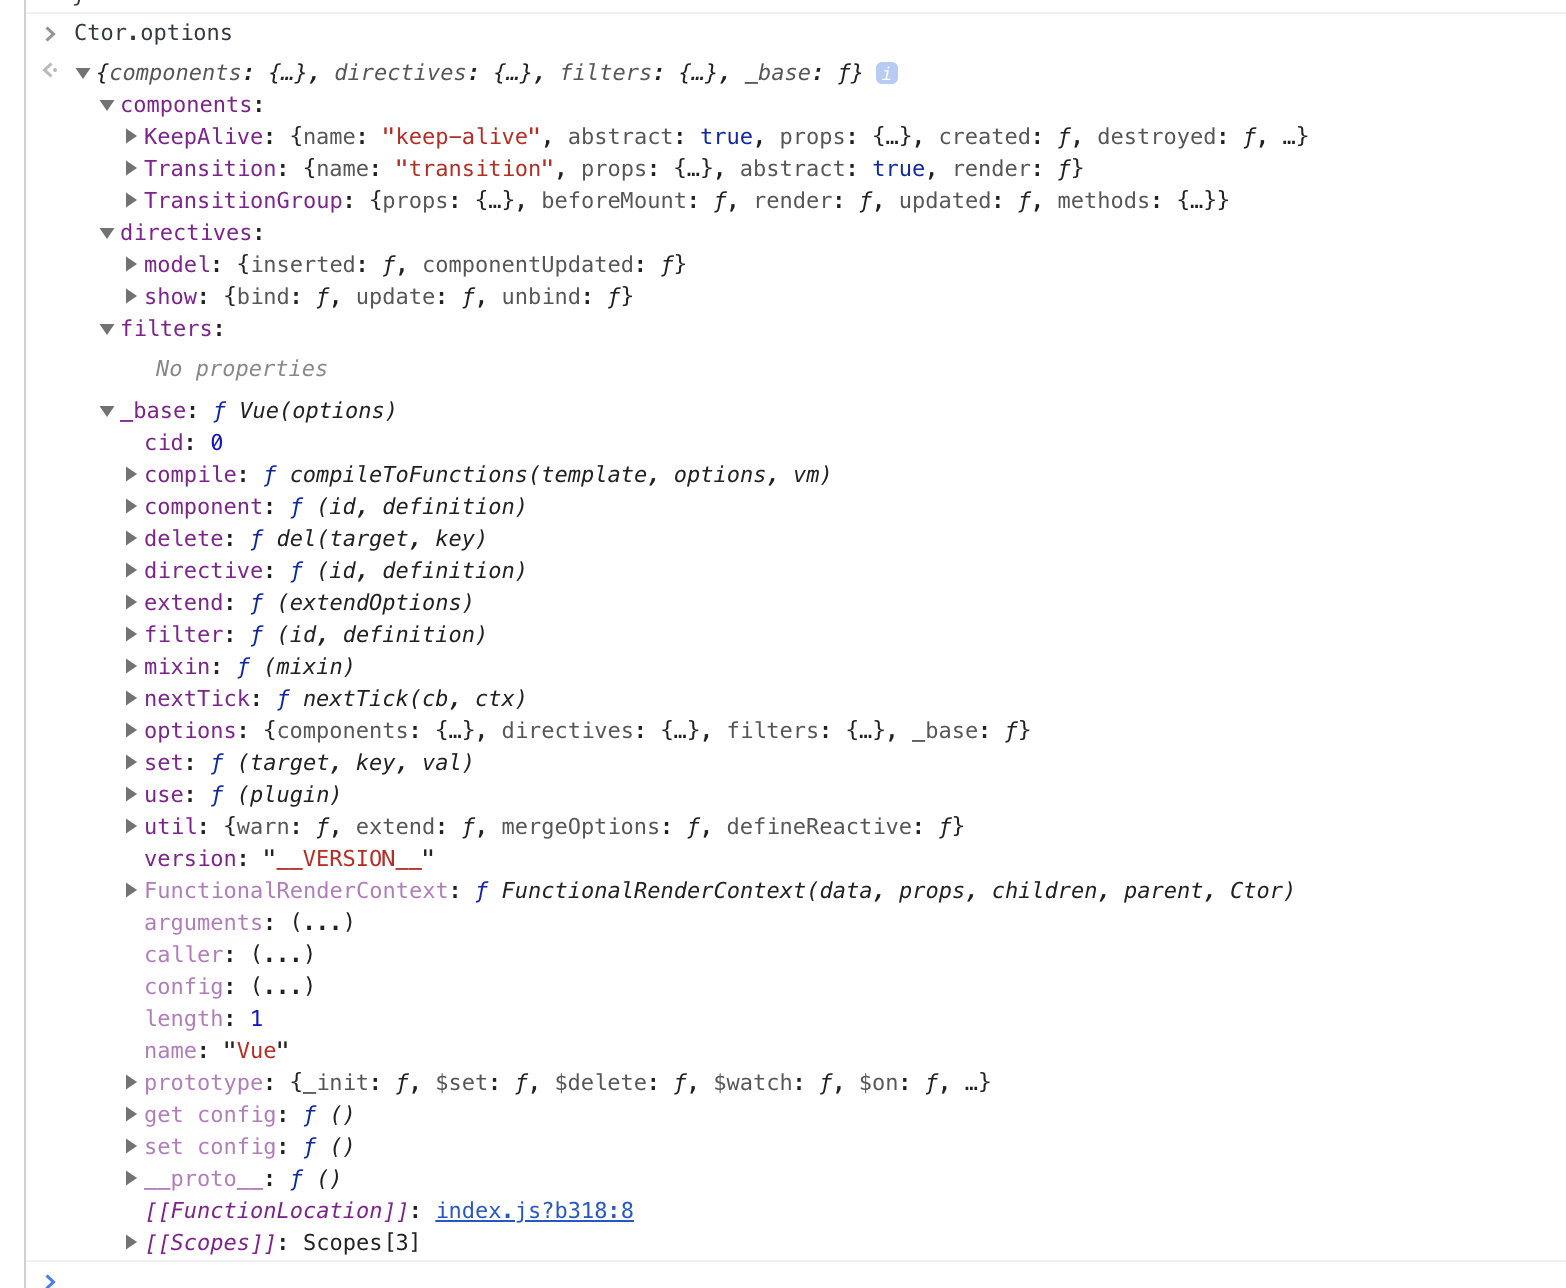 Ctor.options
{components: {…}, directives: {…}, filters: {…}, _base: ƒ} i
components:
KeepAlive: {name: "keep-alive", abstract: true, props: {…}, created: ƒ, destroyed: ƒ, …}
Transition: {name: "transition", props: {…}, abstract: true, render: ƒ}
TransitionGroup: {props: {…}, beforeMount: ƒ, render: ƒ, updated: ƒ, methods: {…}}
directives:
model: {inserted: ƒ, componentUpdated: ƒ}
show: {bind: ƒ, update: ƒ, unbind: ƒ}
filters:
No properties
_base: ƒ Vue(options)
cid: 0
compile: ƒ compileToFunctions(template, options, vm)
component: ƒ (id, definition)
delete: ƒ del(target, key)
directive: ƒ (id, definition)
extend: ƒ (extendOptions)
filter: ƒ (id, definition)
mixin: ƒ (mixin)
nextTick: ƒ nextTick(cb, ctx)
options: {components: {…}, directives: {…}, filters: {…}, _base: ƒ}
set: ƒ (target, key, val)
use: ƒ (plugin)
util: {warn: ƒ, extend: ƒ, mergeOptions: ƒ, defineReactive: ƒ}
version: "__VERSION__"
FunctionalRenderContext: ƒ FunctionalRenderContext(data, props, children, parent, Ctor)
arguments: (...)
caller: (...)
config: (...)
length: 1
name: "Vue"
prototype: {_init: ƒ, $set: ƒ, $delete: ƒ, $watch: ƒ, $on: ƒ, …}
get config: ƒ ()
set config: ƒ ()
__proto__: ƒ ()
[[FunctionLocation]]: index.js?b318:8
[[Scopes]]: Scopes[3]